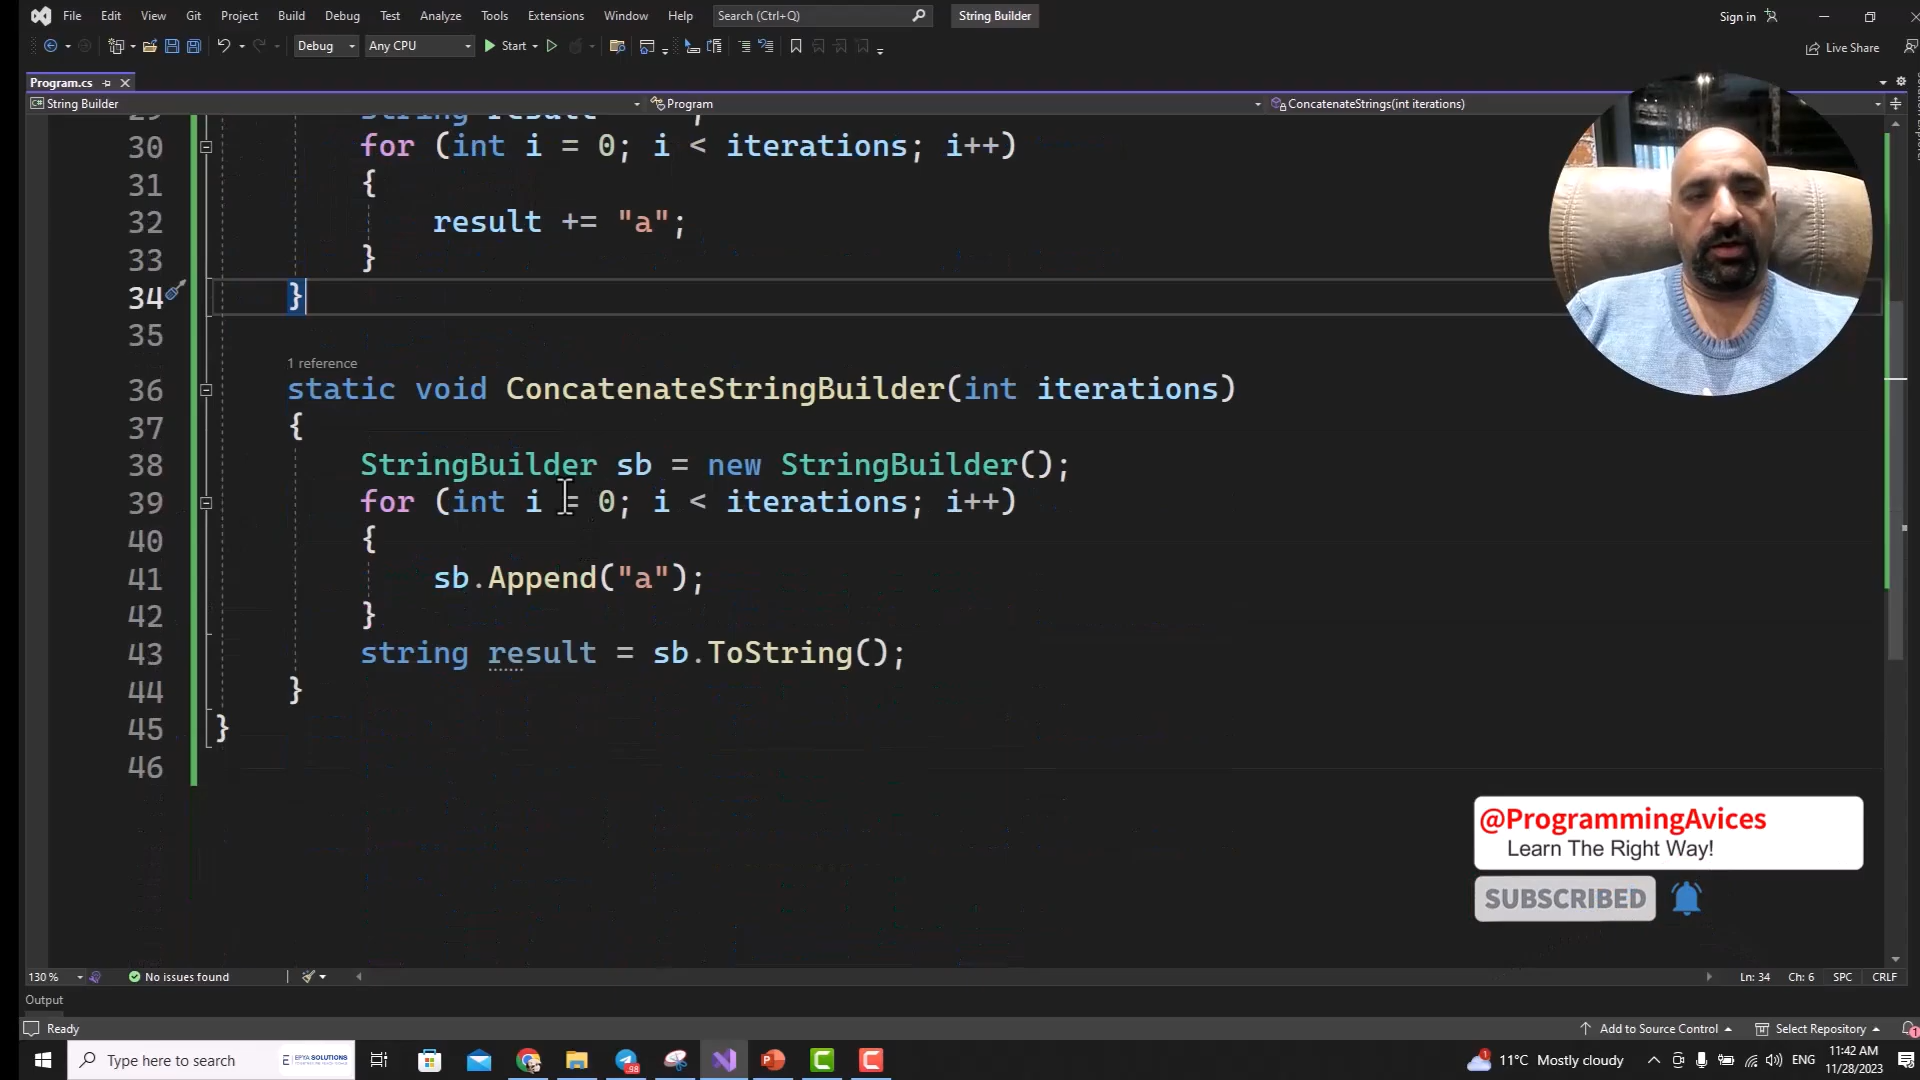 File Edit View Git Project Build Debug Test Analyze Tools Extensions Window Help Search (Ctrl+Q) String Builder Sign in
Debug Any CPU Start Live Share
Program.cs
String Builder Program ConcatenateStrings(int iterations)
30 for (int i = 0; i < iterations; i++)
31 {
32 result += "a";
33 }
34 }
35
1 reference
36 static void ConcatenateStringBuilder(int iterations)
37 {
38 StringBuilder sb = new StringBuilder();
39 for (int i = 0; i < iterations; i++)
40 {
41 sb.Append("a");
42 }
43 string result = sb.ToString();
44 }
45 }
46
@ProgrammingAvices
Learn The Right Way!
SUBSCRIBED
130 % No issues found Ln: 34 Ch: 6 SPC CRLF
Output
Ready Add to Source Control Select Repository 1
Type here to search EPYA SOLUTIONS 98 1 11°C Mostly cloudy ENG 11:42 AM
11/28/2023